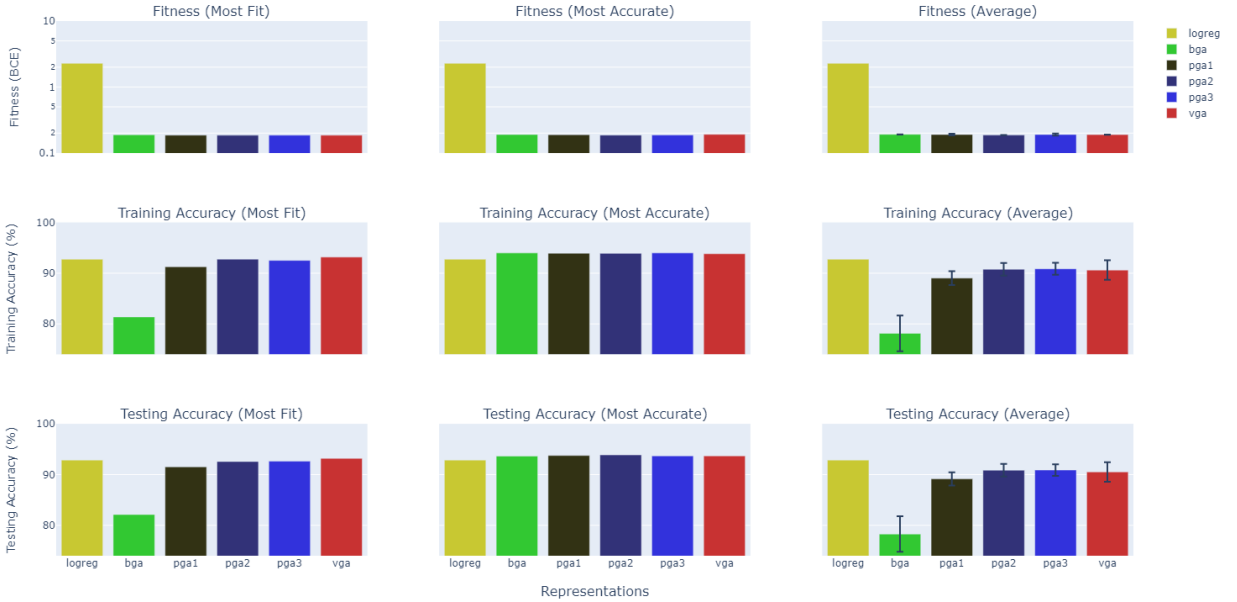 Fitness (Most Fit)
Fitness (Most Accurate)
Fitness (Average)
Fitness (BCE)
10
5
2
1
5
2
0.1
logreg
bga
pga1
pga2
pga3
vga
Training Accuracy (Most Fit)
Training Accuracy (Most Accurate)
Training Accuracy (Average)
Training Accuracy (%)
100
90
80
Testing Accuracy (Most Fit)
Testing Accuracy (Most Accurate)
Testing Accuracy (Average)
Testing Accuracy (%)
100
90
80
logreg bga pga1 pga2 pga3 vga
logreg bga pga1 pga2 pga3 vga
logreg bga pga1 pga2 pga3 vga
Representations